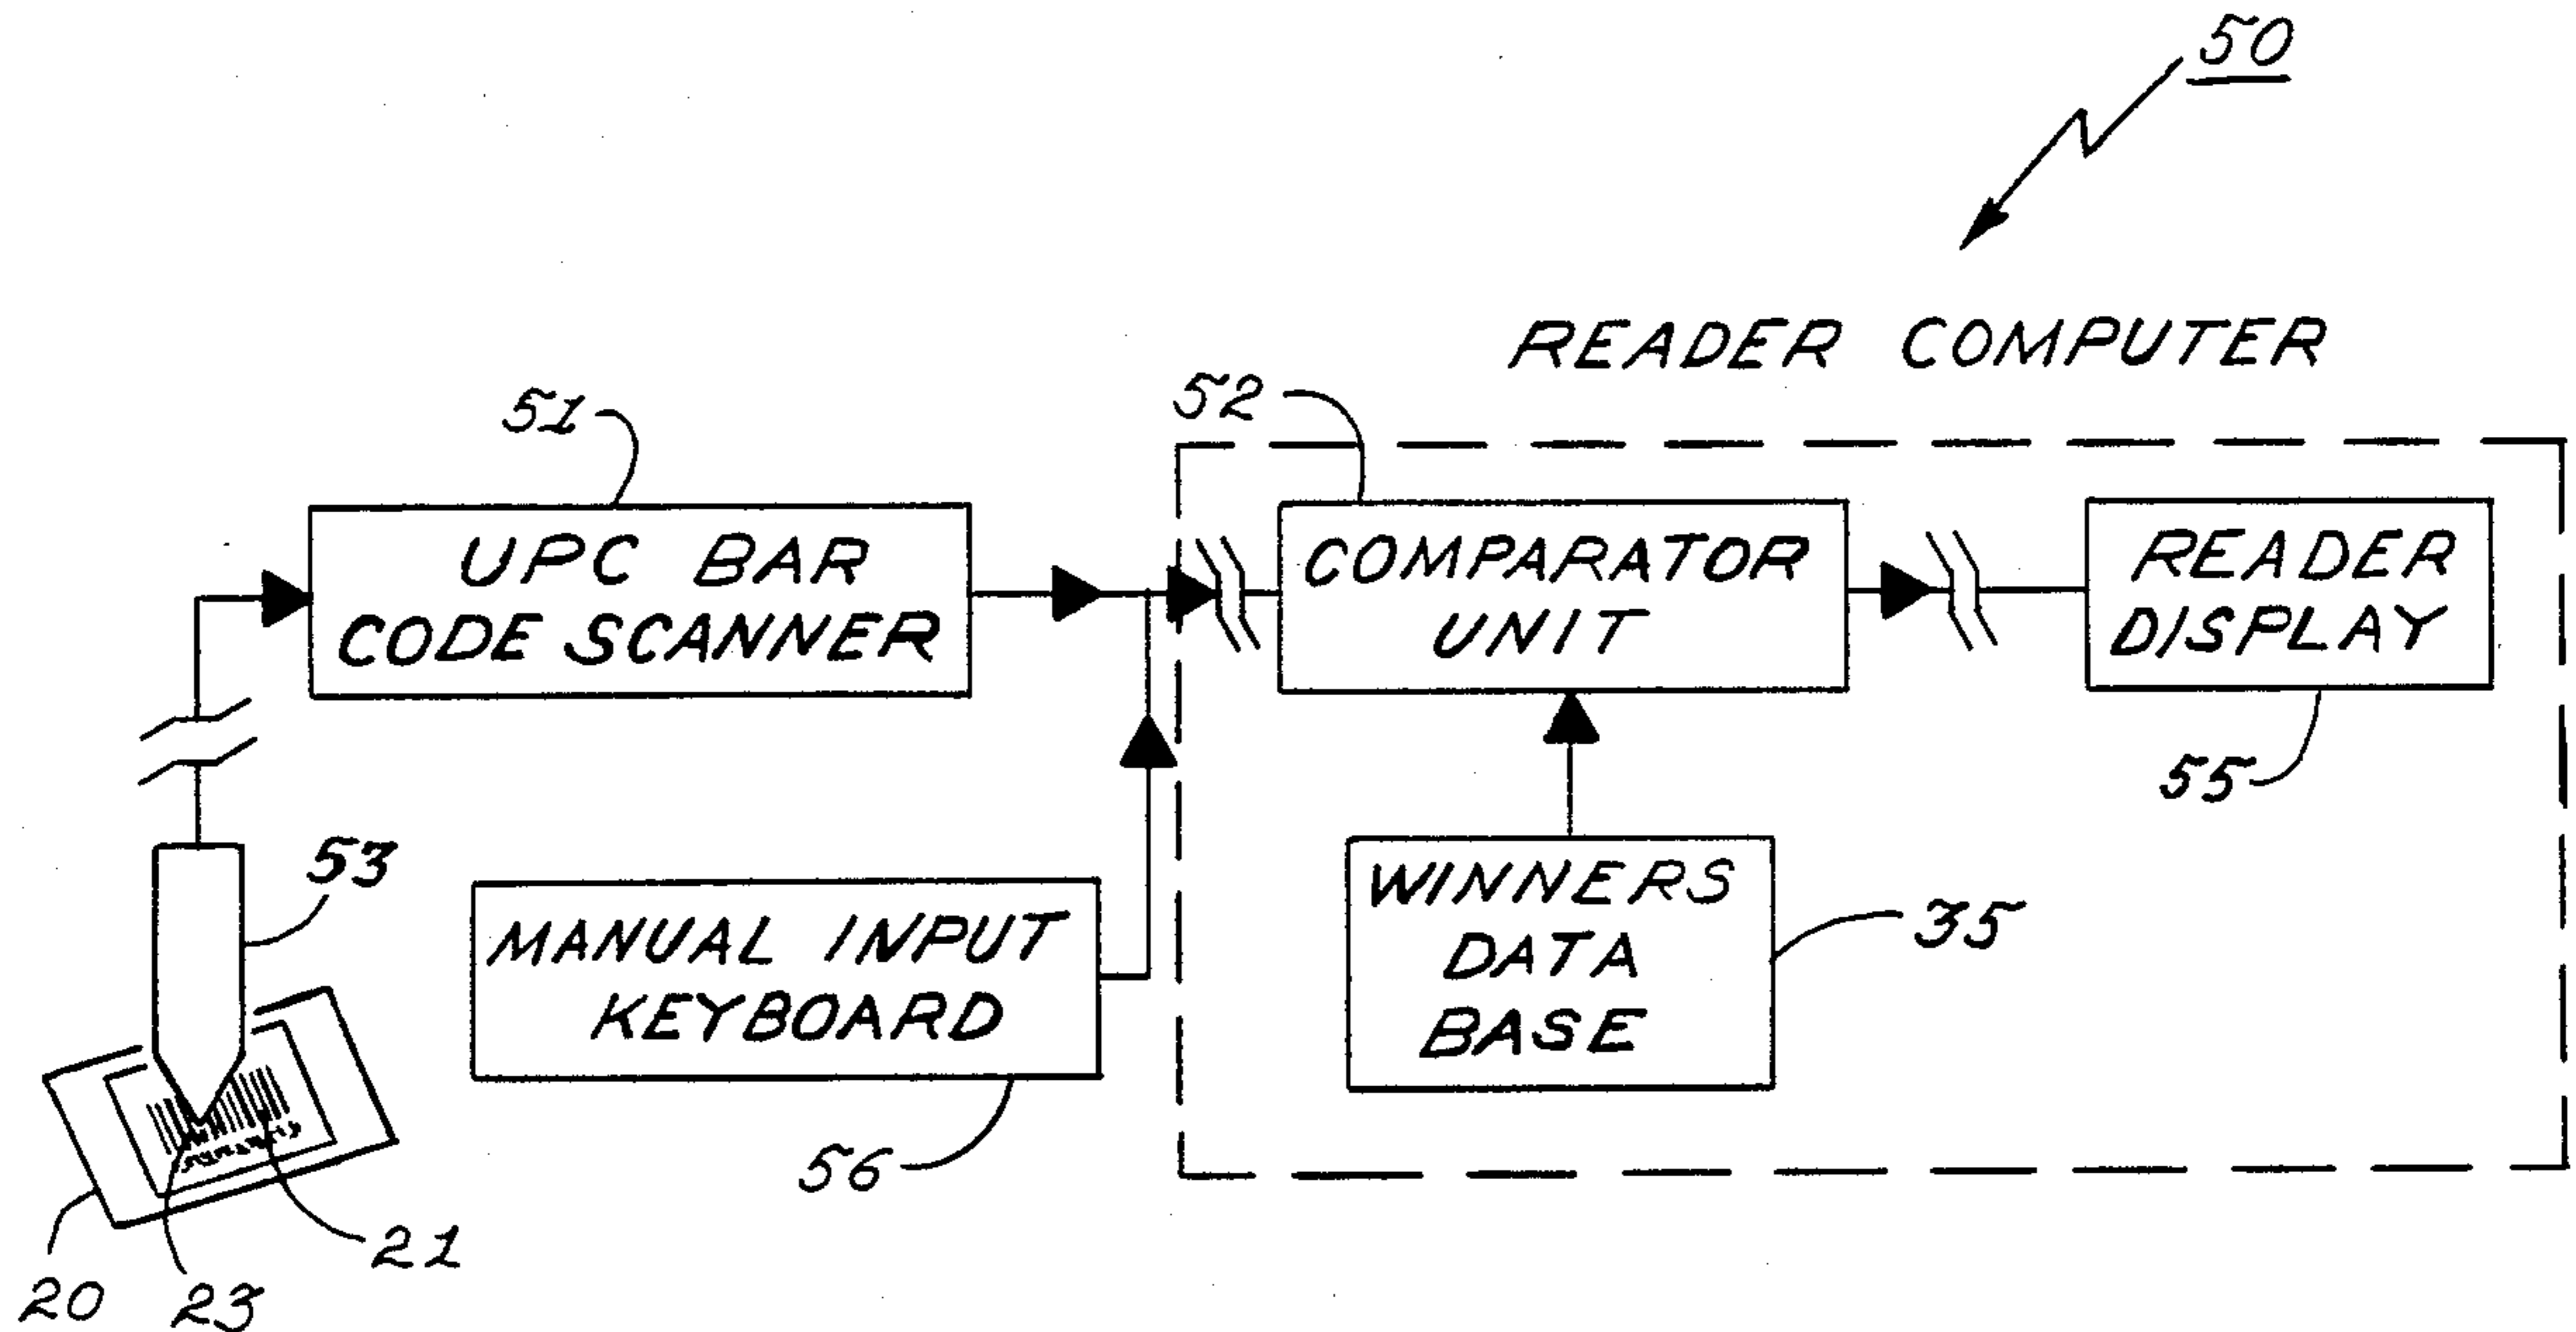 50
READER COMPUTER
51
52
UPC BAR
CODE SCANNER
COMPARATOR
UNIT
READER
DISPLAY
55
53
MANUAL INPUT
KEYBOARD
56
WINNERS
DATA
BASE
35
20
23
21